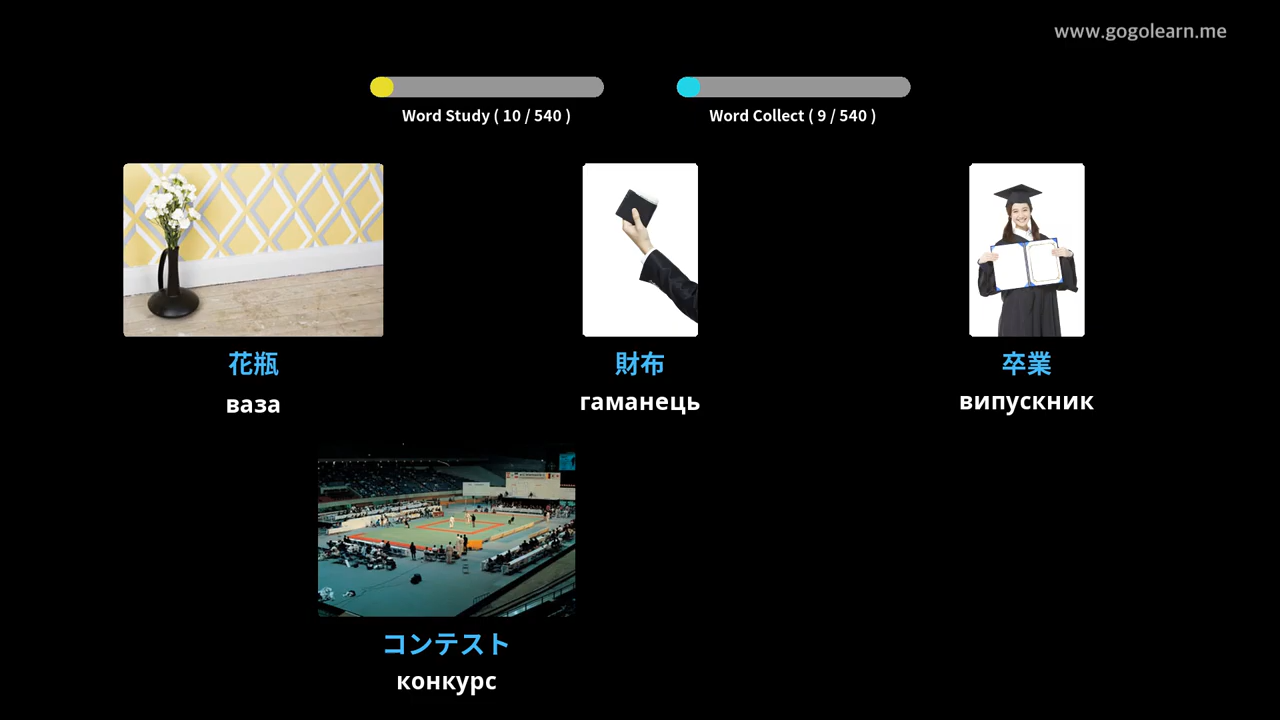 www.gogolearn.me
Word Study ( 10 / 540 )
Word Collect ( 9 / 540 )
花瓶
財布
卒業
ваза
гаманець
випускник
コンテスト
конкурс